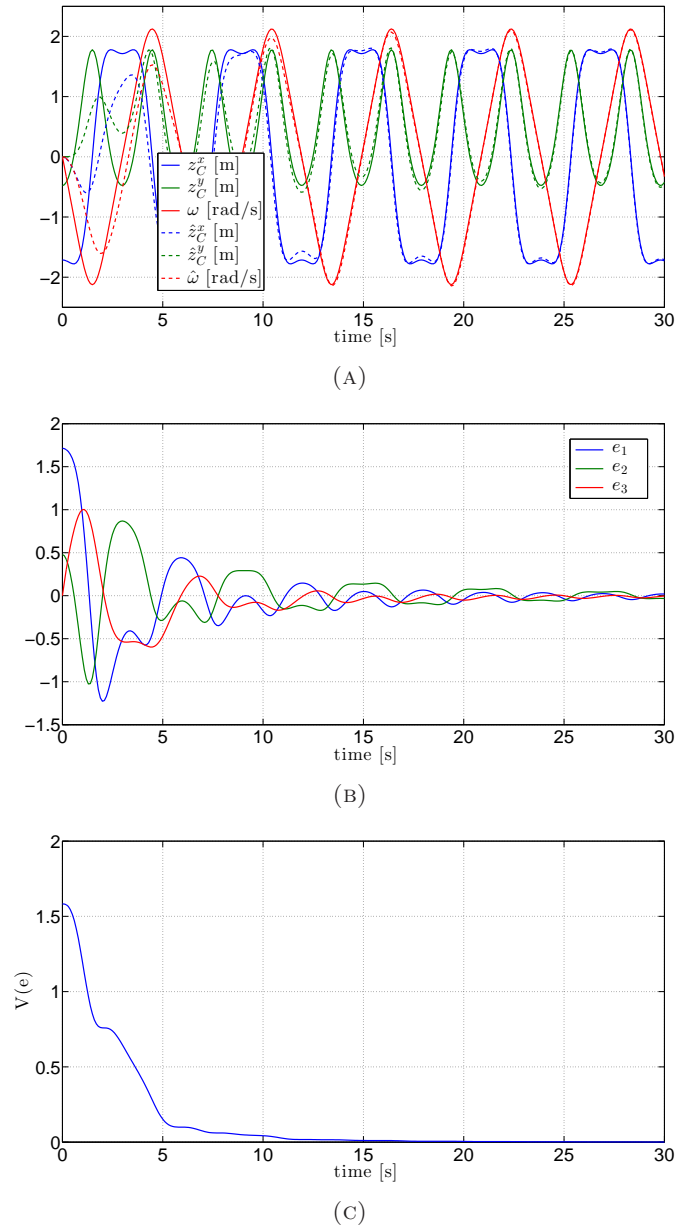 2
1
0
−1
−2
z_C^x [m]
z_C^y [m]
ω [rad/s]
ẑ_C^x [m]
ẑ_C^y [m]
ω̂ [rad/s]
0 5 10 15 20 25 30
time [s]
(A)
2
1.5
1
0.5
0
−0.5
−1
−1.5
e_1
e_2
e_3
0 5 10 15 20 25 30
time [s]
(B)
2
1.5
1
0.5
0
V(e)
0 5 10 15 20 25 30
time [s]
(C)